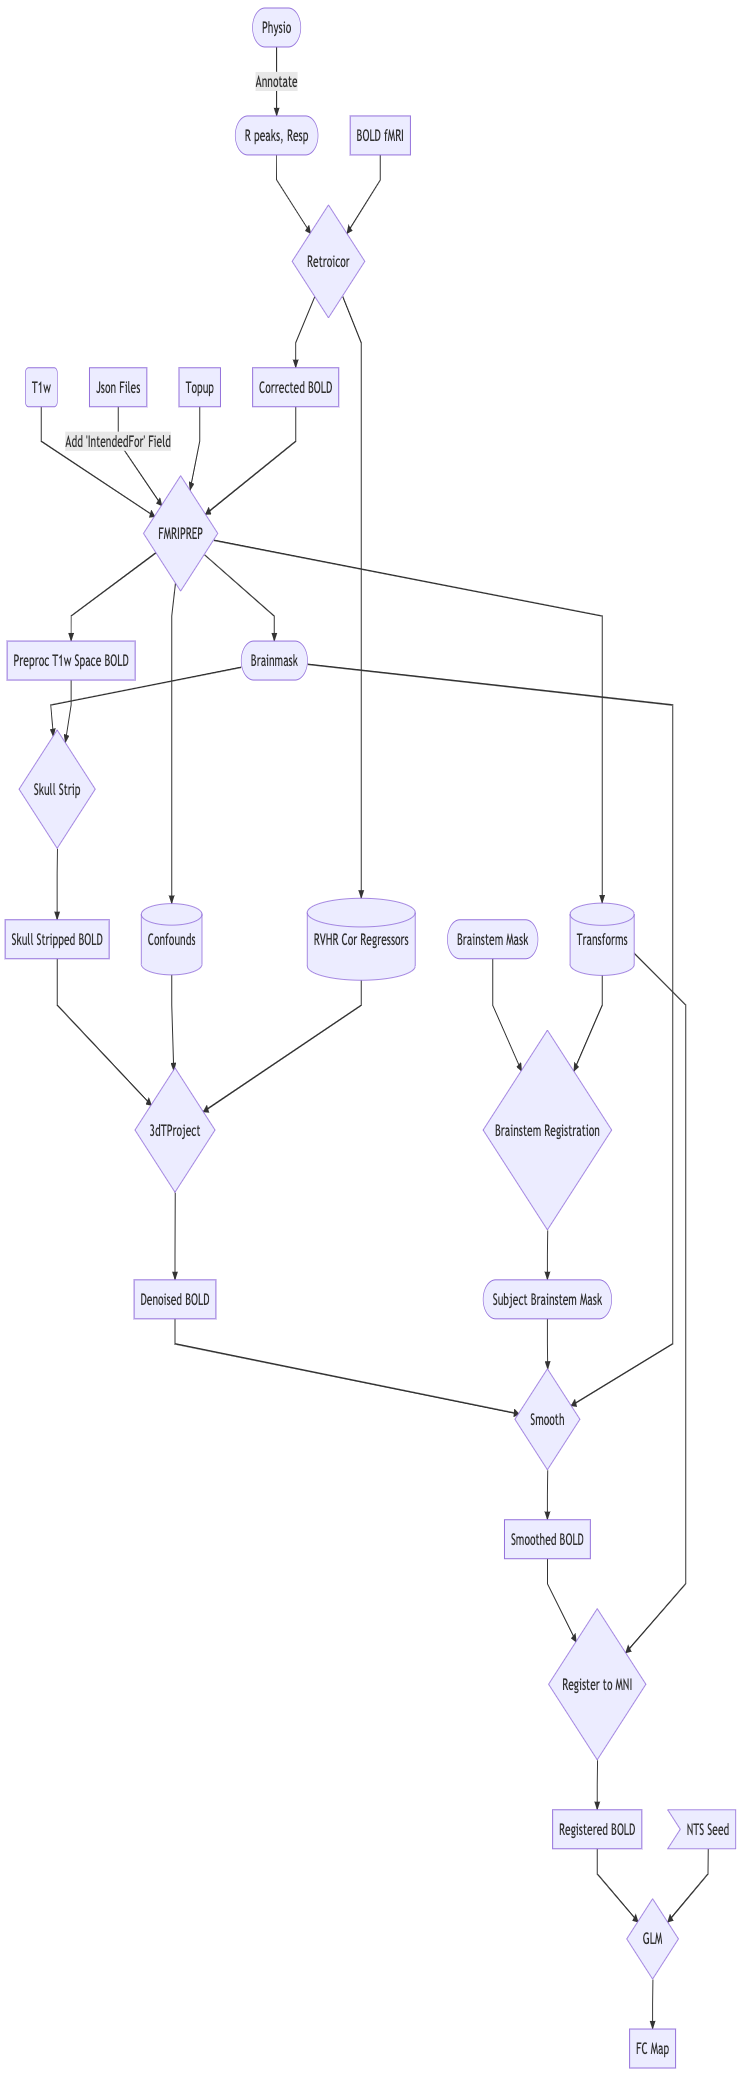 Physio
Annotate
R peaks, Resp
BOLD fMRI
Retroicor
T1w
Json Files
Topup
Corrected BOLD
Add 'IntendedFor' Field
FMRIPREP
Preproc T1w Space BOLD
Brainmask
Skull Strip
Skull Stripped BOLD
Confounds
RVHR Cor Regressors
Brainstem Mask
Transforms
3dTProject
Brainstem Registration
Denoised BOLD
Subject Brainstem Mask
Smooth
Smoothed BOLD
Register to MNI
Registered BOLD
NTS Seed
GLM
FC Map